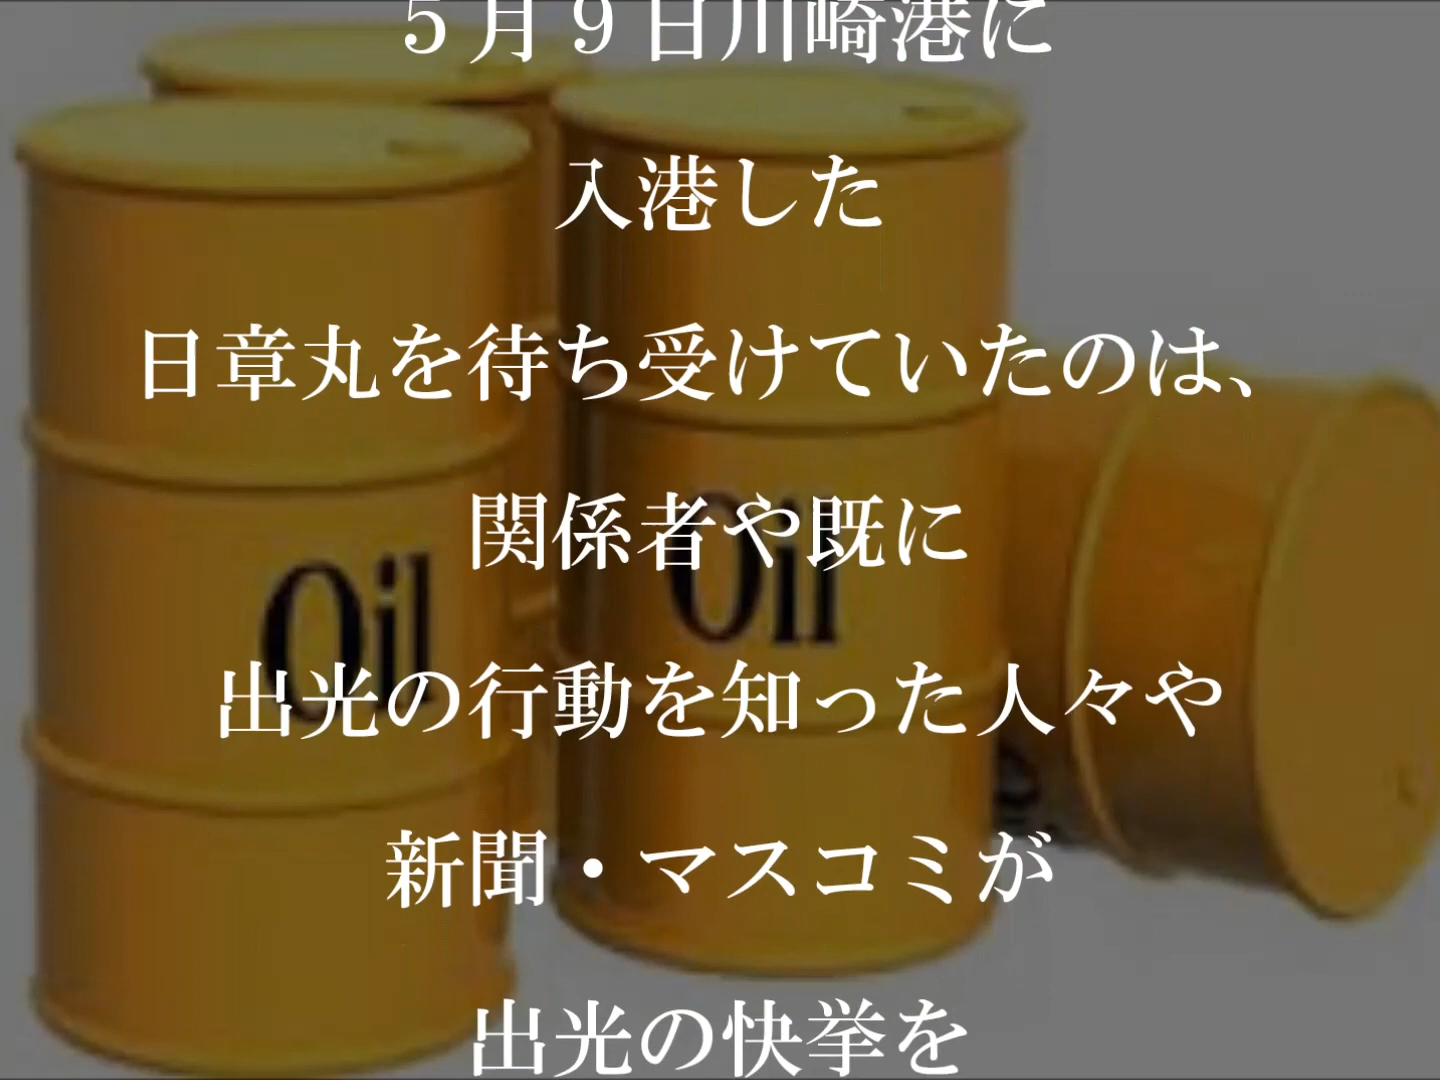 ５月９日川崎港に
入港した
日章丸を待ち受けていたのは、
関係者や既に
出光の行動を知った人々や
新聞・マスコミが
出光の快挙を
Oil
Oil